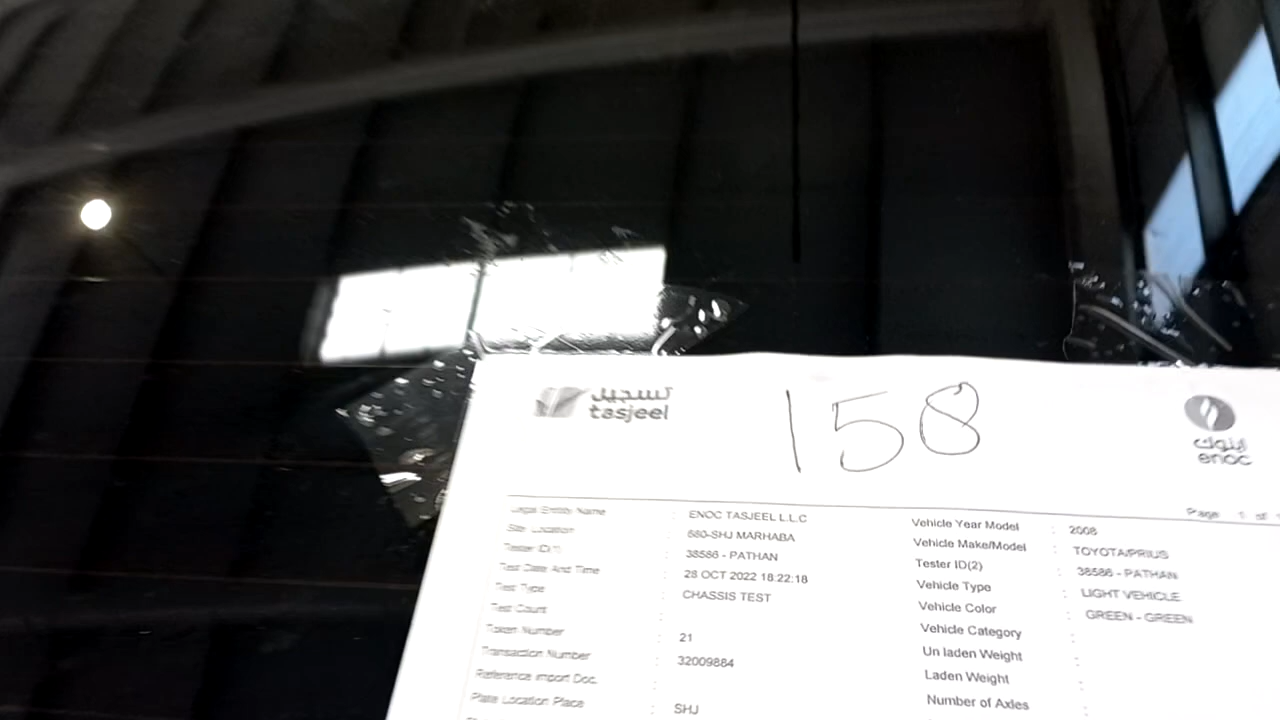 تسجيل
tasjeel
158
اينوك
enoc
Page 1 of 1
Legal Entity Name : ENOC TASJEEL L.L.C
Site Location : 680-SHJ MARHABA
Tester ID(1) : 38586 - PATHAN
Test Date And Time : 28 OCT 2022 18:22:18
Test Type : CHASSIS TEST
Test Count :
Token Number : 21
Transaction Number : 32009884
Reference Import Doc. :
Plate Location Place : SHJ
Vehicle Year Model : 2008
Vehicle Make/Model : TOYOTA/PRIUS
Tester ID(2) : 38586 - PATHAN
Vehicle Type : LIGHT VEHICLE
Vehicle Color : GREEN - GREEN
Vehicle Category :
Un laden Weight :
Laden Weight :
Number of Axles :